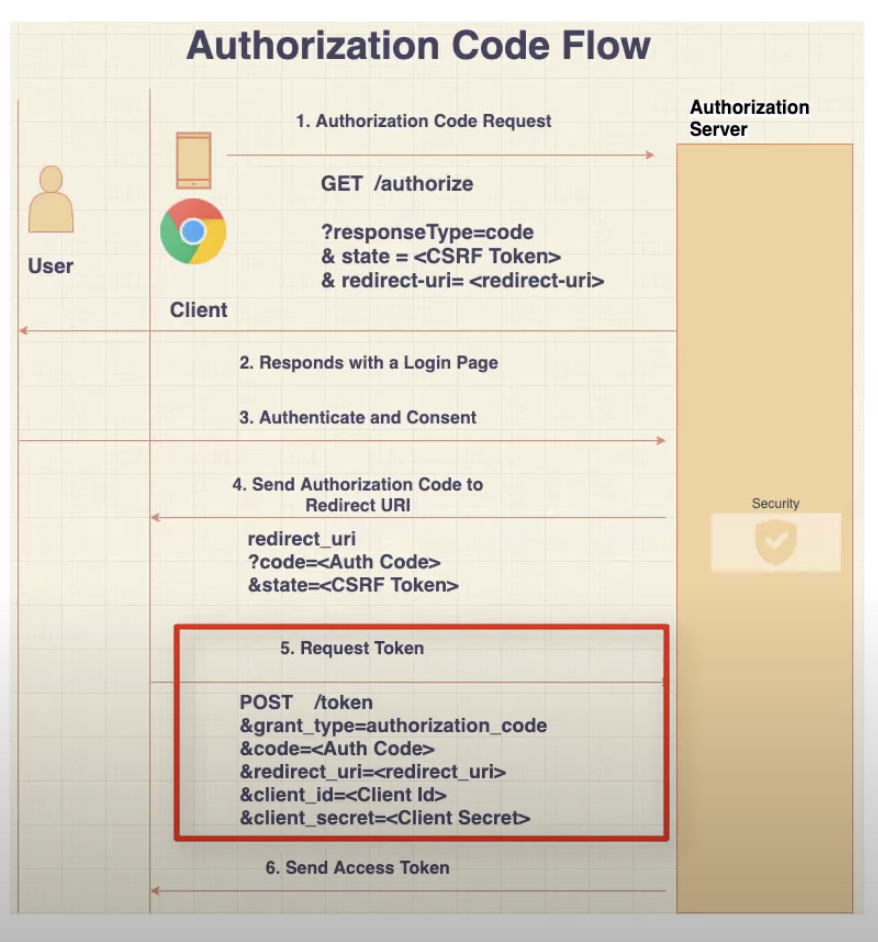 Authorization Code Flow
Authorization
Server
1. Authorization Code Request
GET /authorize
?responseType=code
& state = <CSRF Token>
& redirect-uri= <redirect-uri>
User
Client
2. Responds with a Login Page
3. Authenticate and Consent
4. Send Authorization Code to
Redirect URI
redirect_uri
?code=<Auth Code>
&state=<CSRF Token>
Security
5. Request Token
POST /token
&grant_type=authorization_code
&code=<Auth Code>
&redirect_uri=<redirect_uri>
&client_id=<Client Id>
&client_secret=<Client Secret>
6. Send Access Token